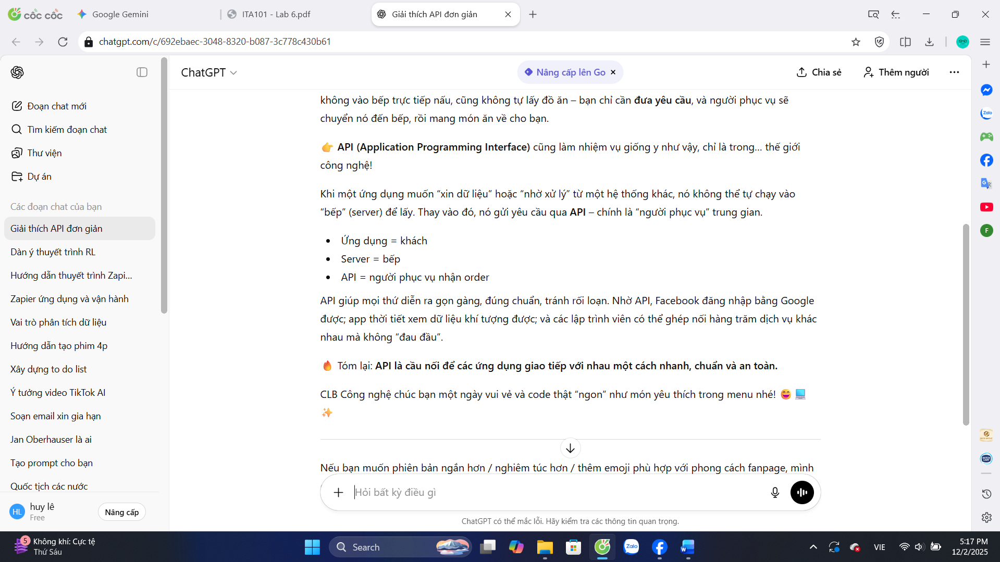 cốc cốc
Google Gemini
ITA101 - Lab 6.pdf
Giải thích API đơn giản
chatgpt.com/c/692ebaec-3048-8320-b087-3c778c430b61
Đoạn chat mới
Tìm kiếm đoạn chat
Thư viện
Dự án
Các đoạn chat của bạn
Giải thích API đơn giản
Dàn ý thuyết trình RL
Hướng dẫn thuyết trình Zapi...
Zapier ứng dụng và vận hành
Vai trò phân tích dữ liệu
Hướng dẫn tạo phim 4p
Xây dựng to do list
Ý tưởng video TikTok AI
Soạn email xin gia hạn
Jan Oberhauser là ai
Tạo prompt cho bạn
Quốc tịch các nước
HL
huy lê
Free
Nâng cấp
ChatGPT
Nâng cấp lên Go
Chia sẻ
Thêm người
không vào bếp trực tiếp nấu, cũng không tự lấy đồ ăn – bạn chỉ cần đưa yêu cầu, và người phục vụ sẽ
chuyển nó đến bếp, rồi mang món ăn về cho bạn.
👉 API (Application Programming Interface) cũng làm nhiệm vụ giống y như vậy, chỉ là trong... thế giới
công nghệ!
Khi một ứng dụng muốn “xin dữ liệu” hoặc “nhờ xử lý” từ một hệ thống khác, nó không thể tự chạy vào
“bếp” (server) để lấy. Thay vào đó, nó gửi yêu cầu qua API – chính là “người phục vụ” trung gian.
• Ứng dụng = khách
• Server = bếp
• API = người phục vụ nhận order
API giúp mọi thứ diễn ra gọn gàng, đúng chuẩn, tránh rối loạn. Nhờ API, Facebook đăng nhập bằng Google
được; app thời tiết xem dữ liệu khí tượng được; và các lập trình viên có thể ghép nối hàng trăm dịch vụ khác
nhau mà không “đau đầu”.
🔥 Tóm lại: API là cầu nối để các ứng dụng giao tiếp với nhau một cách nhanh, chuẩn và an toàn.
CLB Công nghệ chúc bạn một ngày vui vẻ và code thật “ngon” như món yêu thích trong menu nhé! 😄 💻
✨
Nếu bạn muốn phiên bản ngắn hơn / nghiêm túc hơn / thêm emoji phù hợp với phong cách fanpage, mình
Hỏi bất kỳ điều gì
ChatGPT có thể mắc lỗi. Hãy kiểm tra các thông tin quan trọng.
Zalo
F
5
Không khí: Cực tệ
Thứ Sáu
Search
Zalo
W
VIE
5:17 PM
12/2/2025